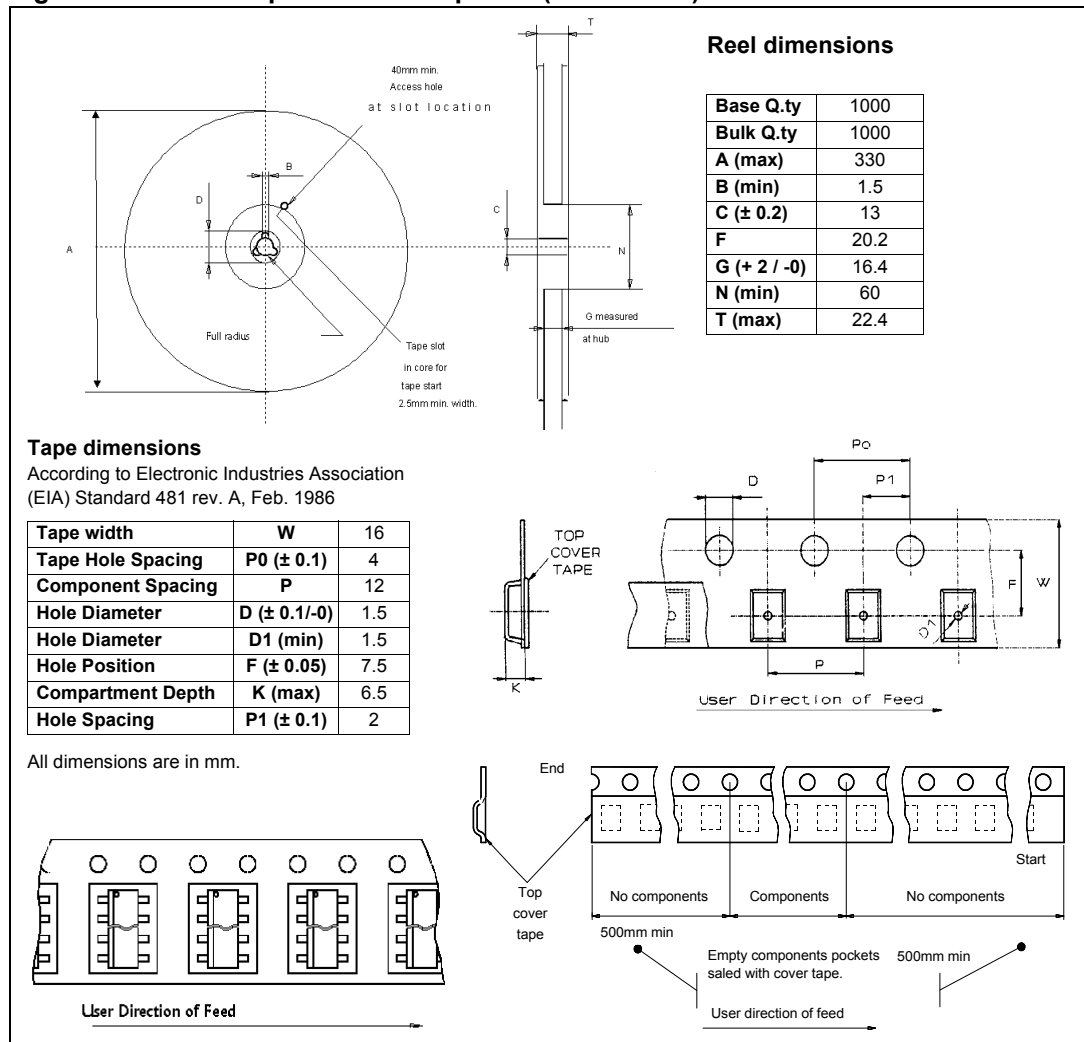 T
Reel dimensions
40mm min.
Access hole
at slot location
B
D
C
A
N
G measured
at hub
Full radius
Tape slot
in core for
tape start
2.5mm min. width.
Base Q.ty 1000
Bulk Q.ty 1000
A (max) 330
B (min) 1.5
C (± 0.2) 13
F 20.2
G (+ 2 / -0) 16.4
N (min) 60
T (max) 22.4
Tape dimensions
According to Electronic Industries Association
(EIA) Standard 481 rev. A, Feb. 1986
Tape width W 16
Tape Hole Spacing P0 (± 0.1) 4
Component Spacing P 12
Hole Diameter D (± 0.1/-0) 1.5
Hole Diameter D1 (min) 1.5
Hole Position F (± 0.05) 7.5
Compartment Depth K (max) 6.5
Hole Spacing P1 (± 0.1) 2
All dimensions are in mm.
Po
D
P1
TOP
COVER
TAPE
F
W
D1
K
P
User Direction of Feed
End
Start
Top
cover
tape
No components
Components
No components
500mm min
Empty components pockets
saled with cover tape.
500mm min
User direction of feed
User Direction of Feed